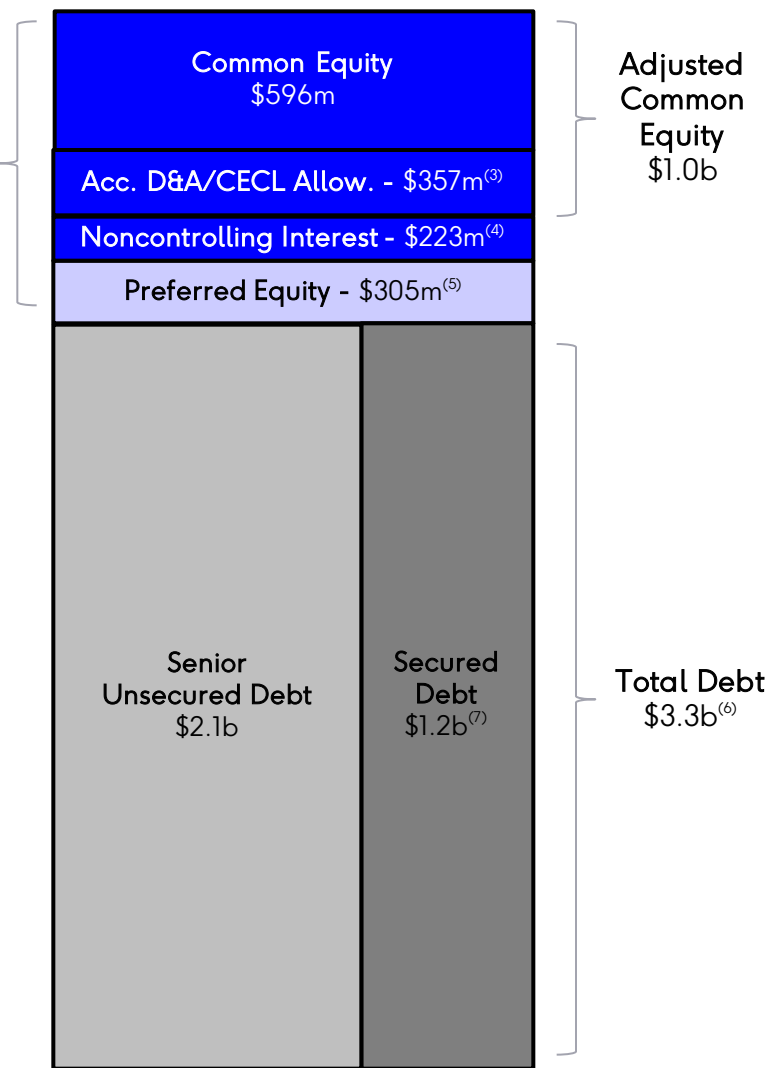 Common Equity
$596m
Adjusted
Common
Equity
$1.0b
Acc. D&A/CECL Allow. - $357m(3)
Noncontrolling Interest - $223m(4)
Preferred Equity - $305m(5)
Senior
Unsecured Debt
$2.1b
Secured
Debt
$1.2b(7)
Total Debt
$3.3b(6)